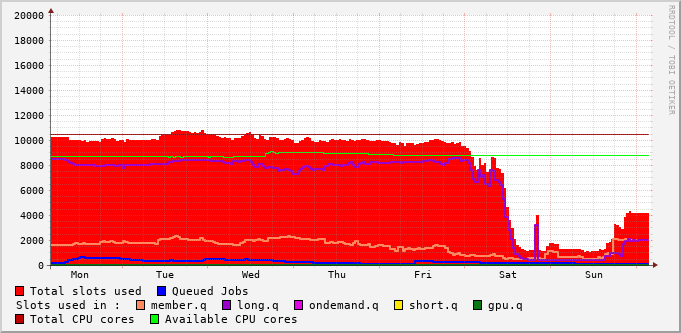 20000
18000
16000
14000
12000
10000
8000
6000
4000
2000
0
Mon Tue Wed Thu Fri Sat Sun
RRDTOOL / TOBI OETIKER
Total slots used Queued Jobs
Slots used in : member.q long.q ondemand.q short.q gpu.q
Total CPU cores Available CPU cores